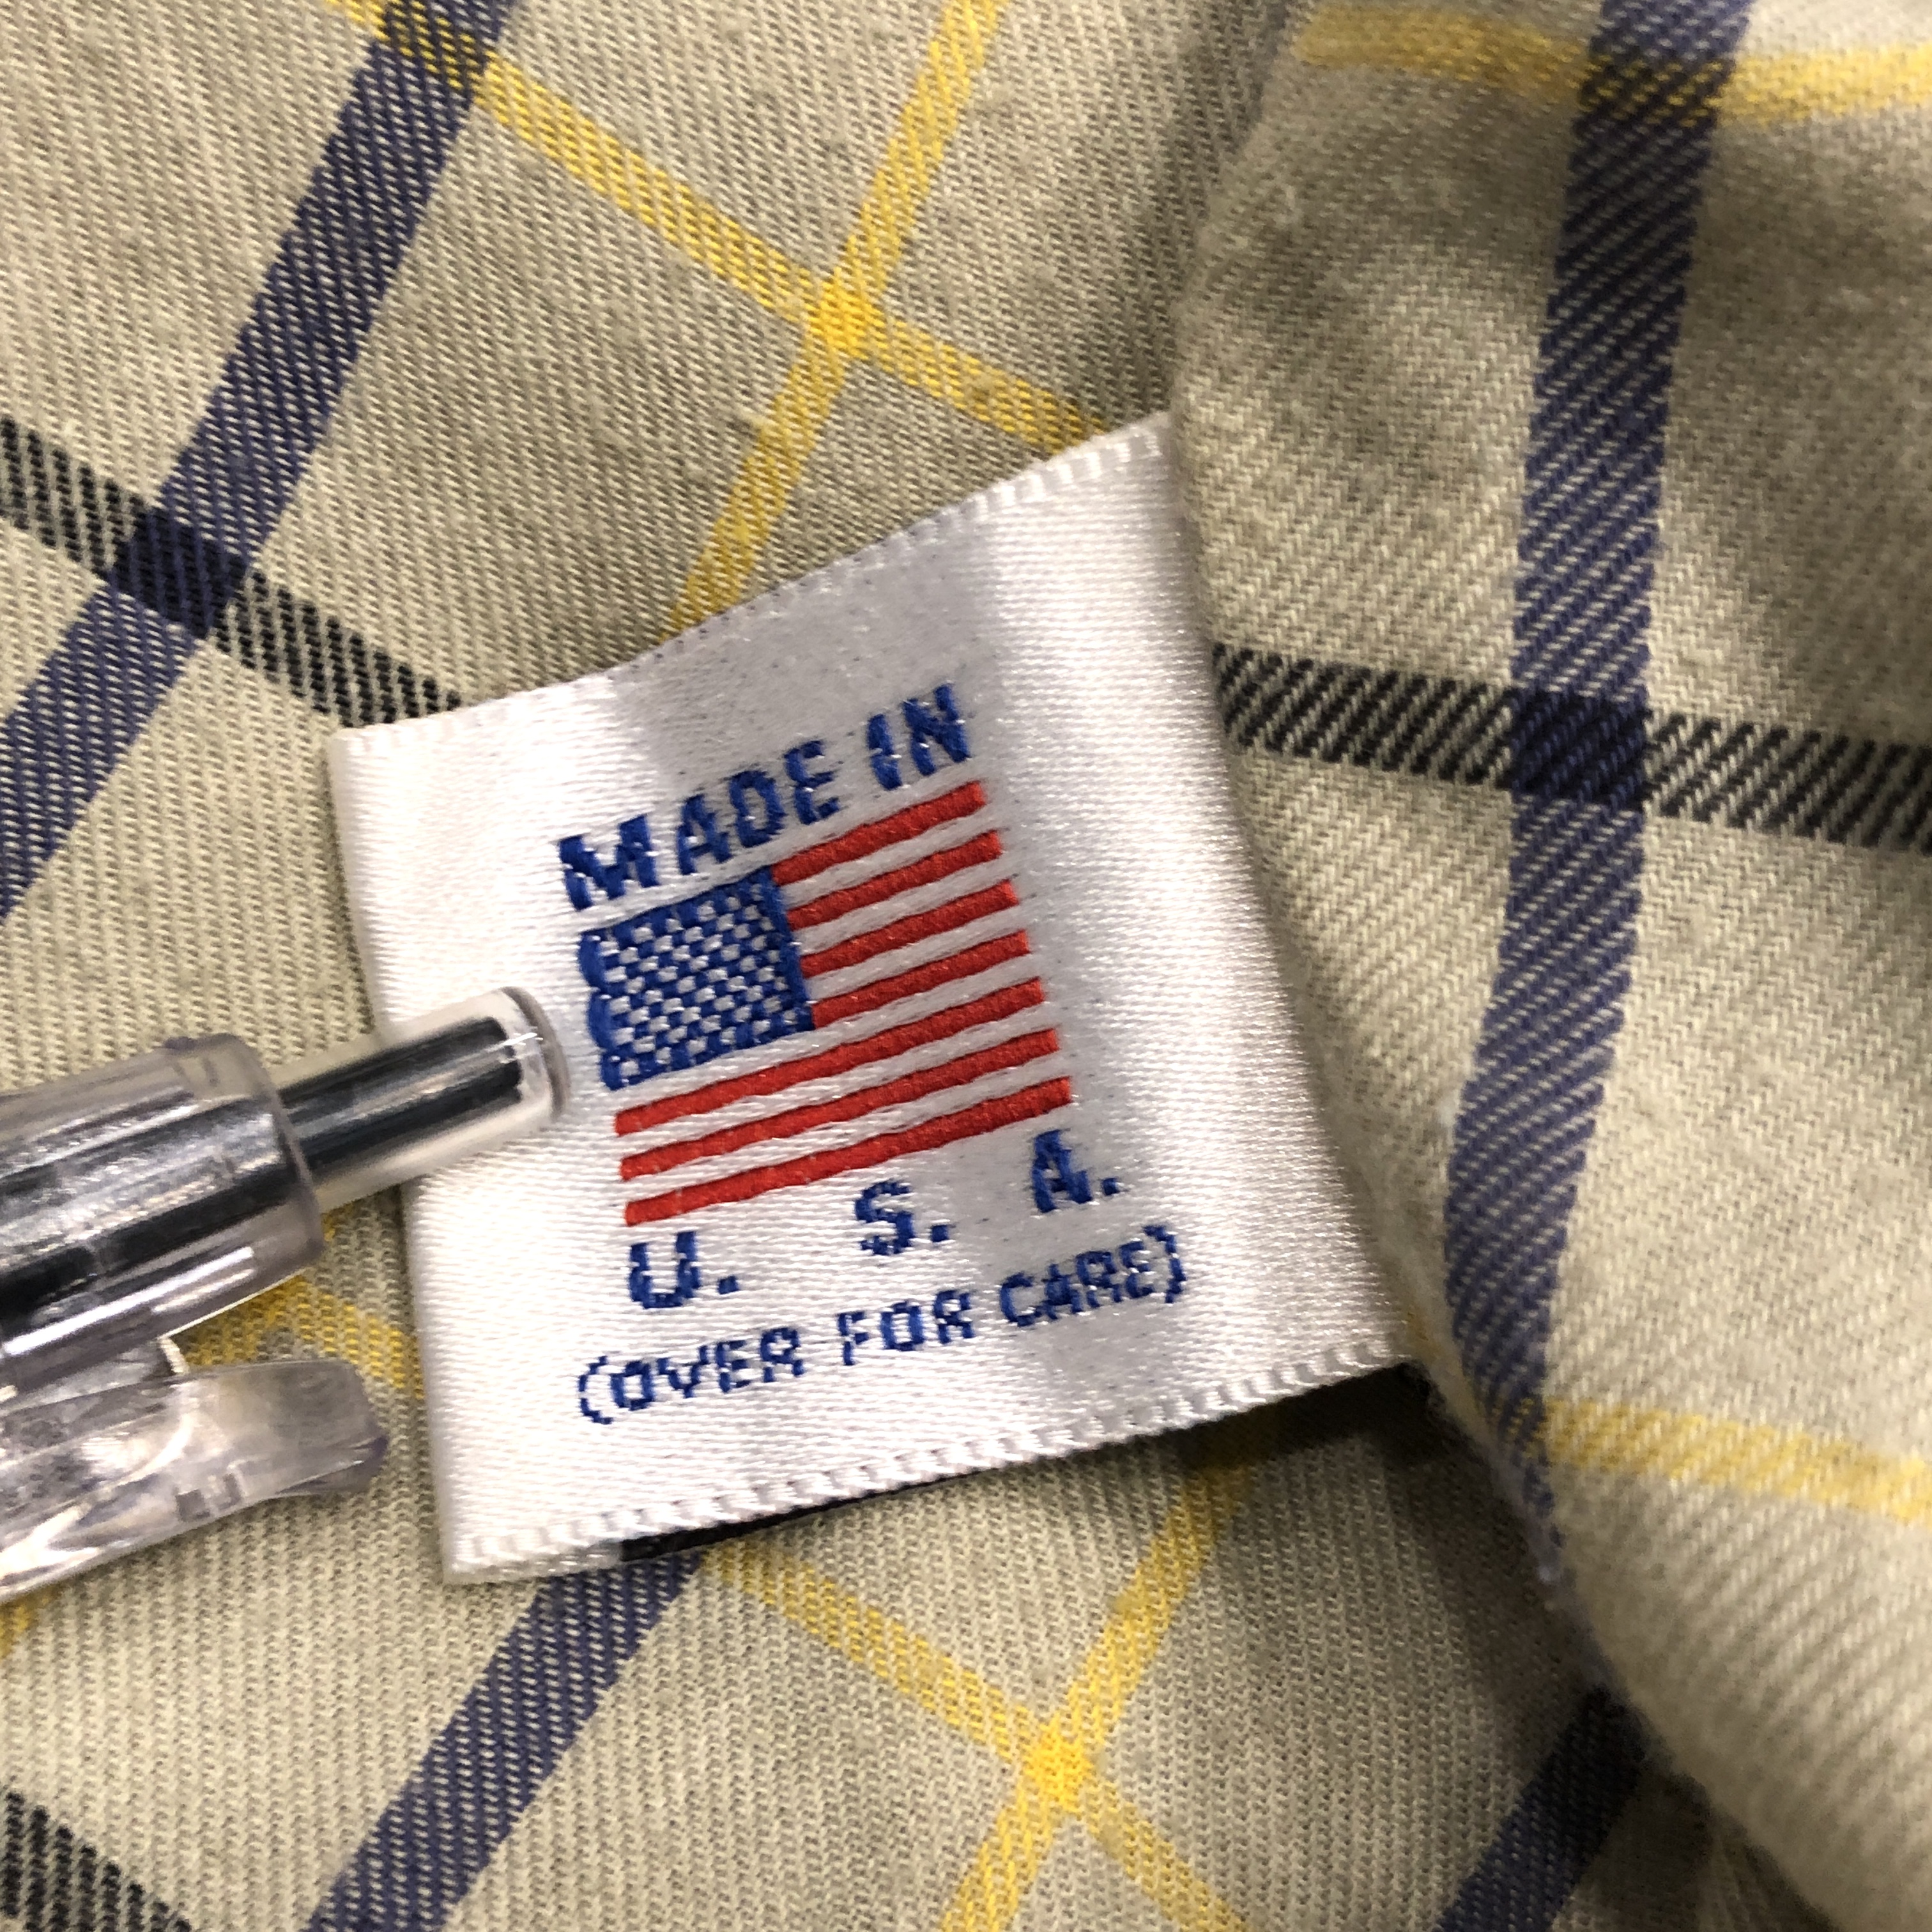 MADE IN
U. S. A.
(OVER FOR CARE)